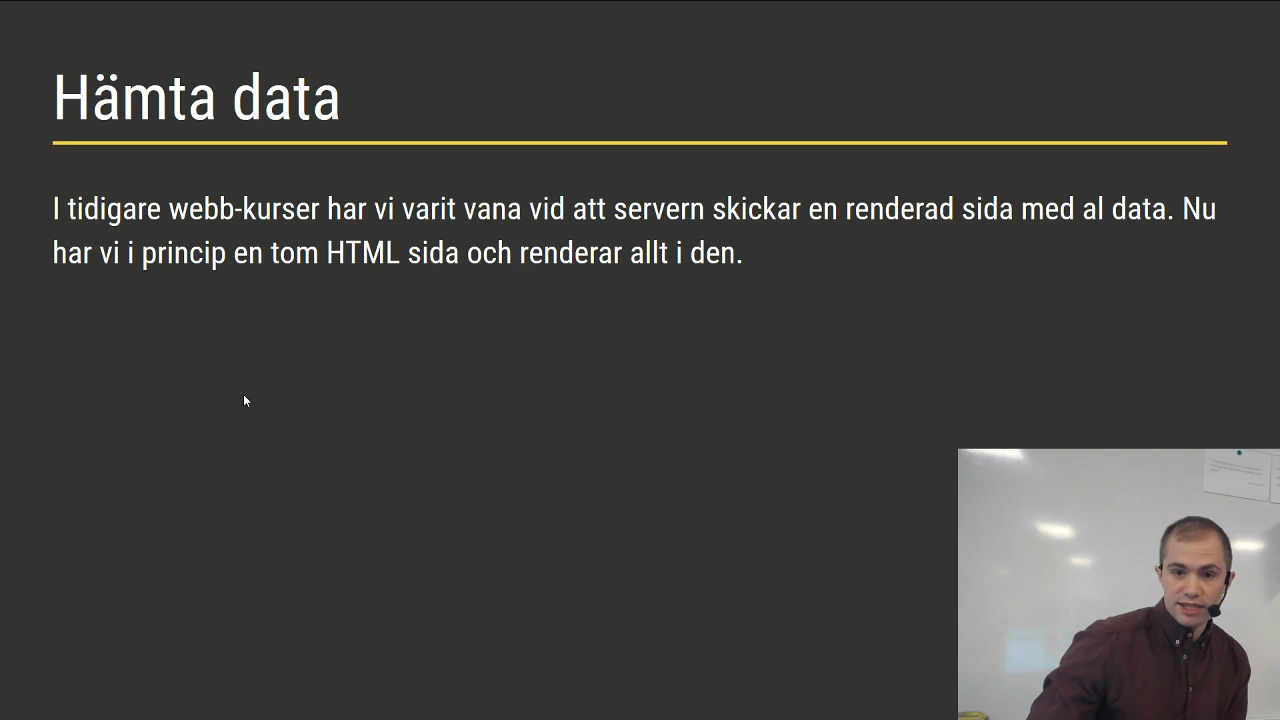 Hämta data
I tidigare webb-kurser har vi varit vana vid att servern skickar en renderad sida med al data. Nu
har vi i princip en tom HTML sida och renderar allt i den.